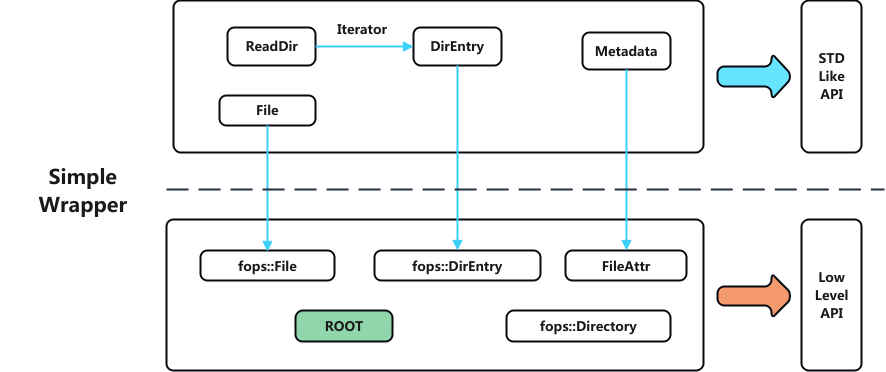 Iterator
ReadDir
DirEntry
Metadata
File
STD
Like
API
Simple
Wrapper
fops::File
fops::DirEntry
FileAttr
ROOT
fops::Directory
Low
Level
API